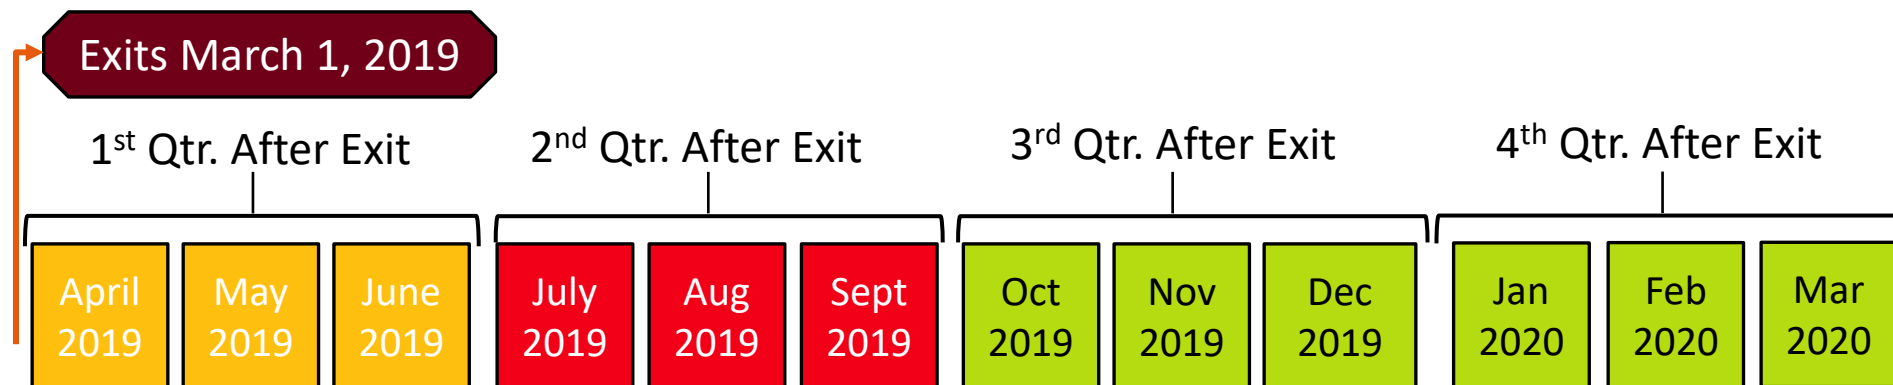 Exits March 1, 2019
1st Qtr. After Exit
2nd Qtr. After Exit
3rd Qtr. After Exit
4th Qtr. After Exit
April
2019
May
2019
June
2019
July
2019
Aug
2019
Sept
2019
Oct
2019
Nov
2019
Dec
2019
Jan
2020
Feb
2020
Mar
2020